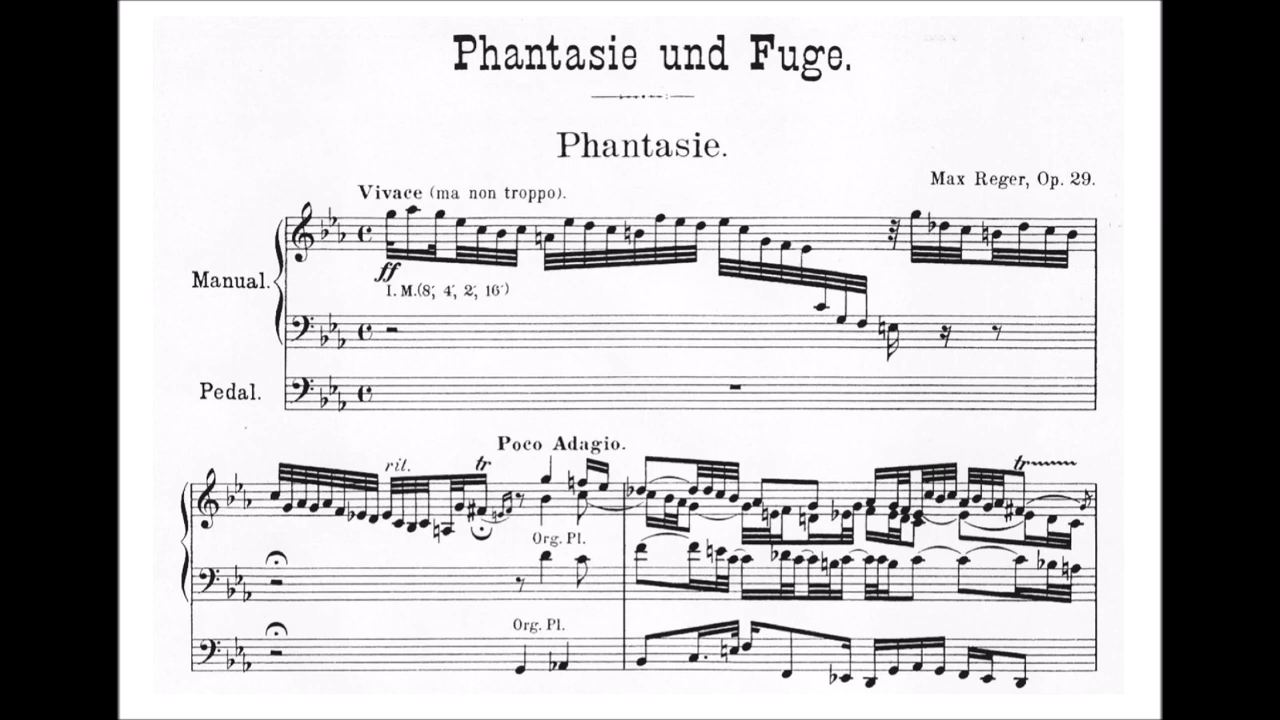 Phantasie und Fuge.
Phantasie.
Max Reger, Op. 29.
Vivace (ma non troppo).
ff
Manual.
I. M.(8', 4', 2', 16')
Pedal.
Poco Adagio.
rit.
tr
tr
Org. Pl.
Org. Pl.